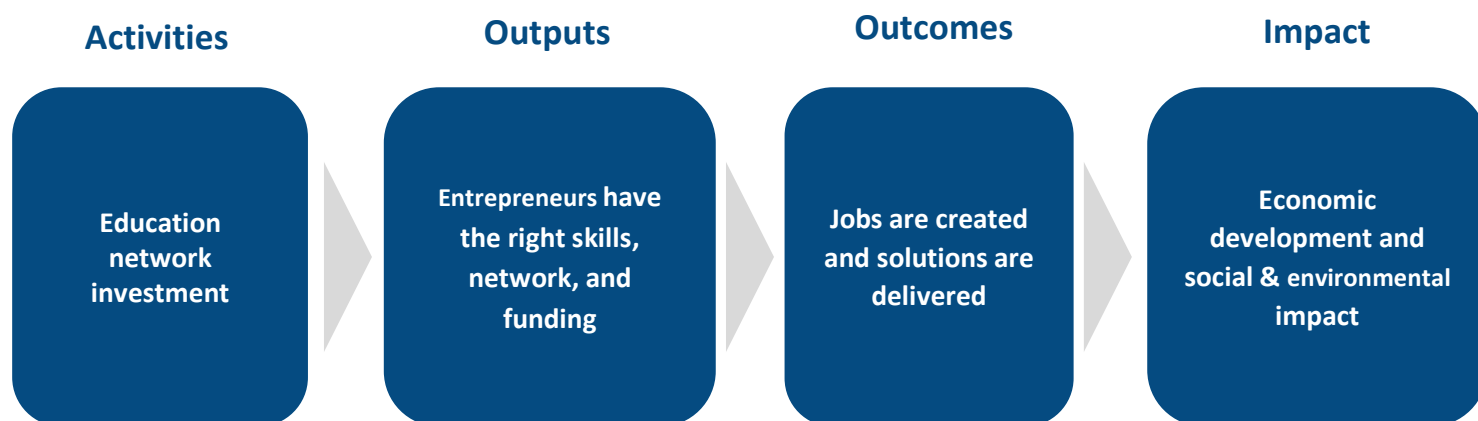 Activities
Education
network
investment
Outputs
Entrepreneurs have
the right skills,
network, and
funding
Outcomes
Jobs are created
and solutions are
delivered
Impact
Economic
development and
social & environmental
impact